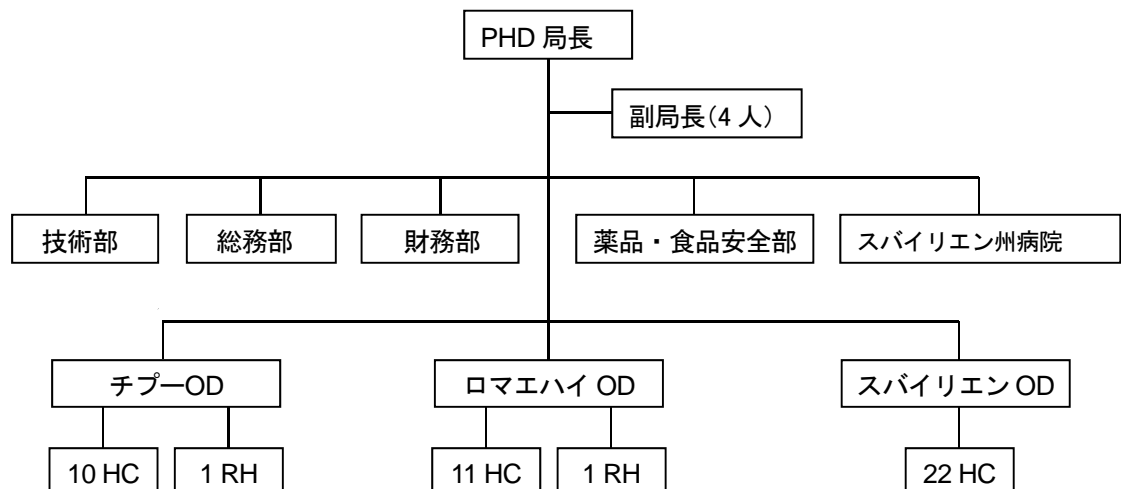 PHD 局長
副局長(4 人)
技術部
総務部
財務部
薬品・食品安全部
スバイリエン州病院
チプーOD
ロマエハイ OD
スバイリエン OD
10 HC
1 RH
11 HC
1 RH
22 HC